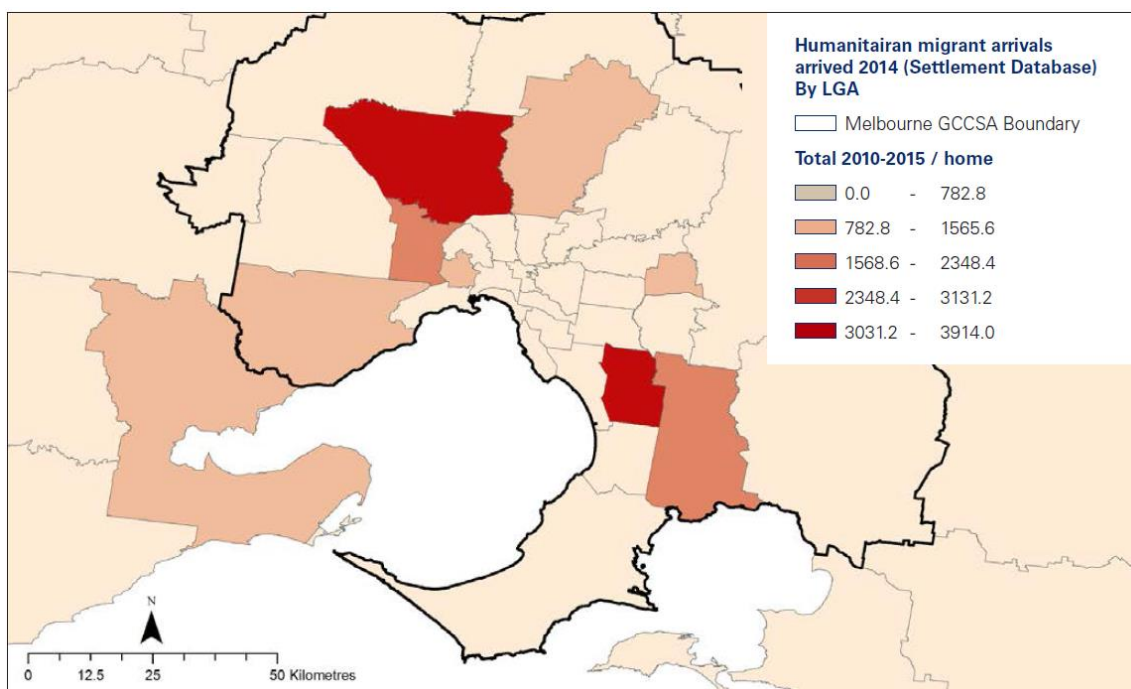 Humanitairan migrant arrivals
arrived 2014 (Settlement Database)
By LGA
Melbourne GCCSA Boundary
Total 2010-2015 / home
0.0 - 782.8
782.8 - 1565.6
1568.6 - 2348.4
2348.4 - 3131.2
3031.2 - 3914.0
N
0 12.5 25 50 Kilometres